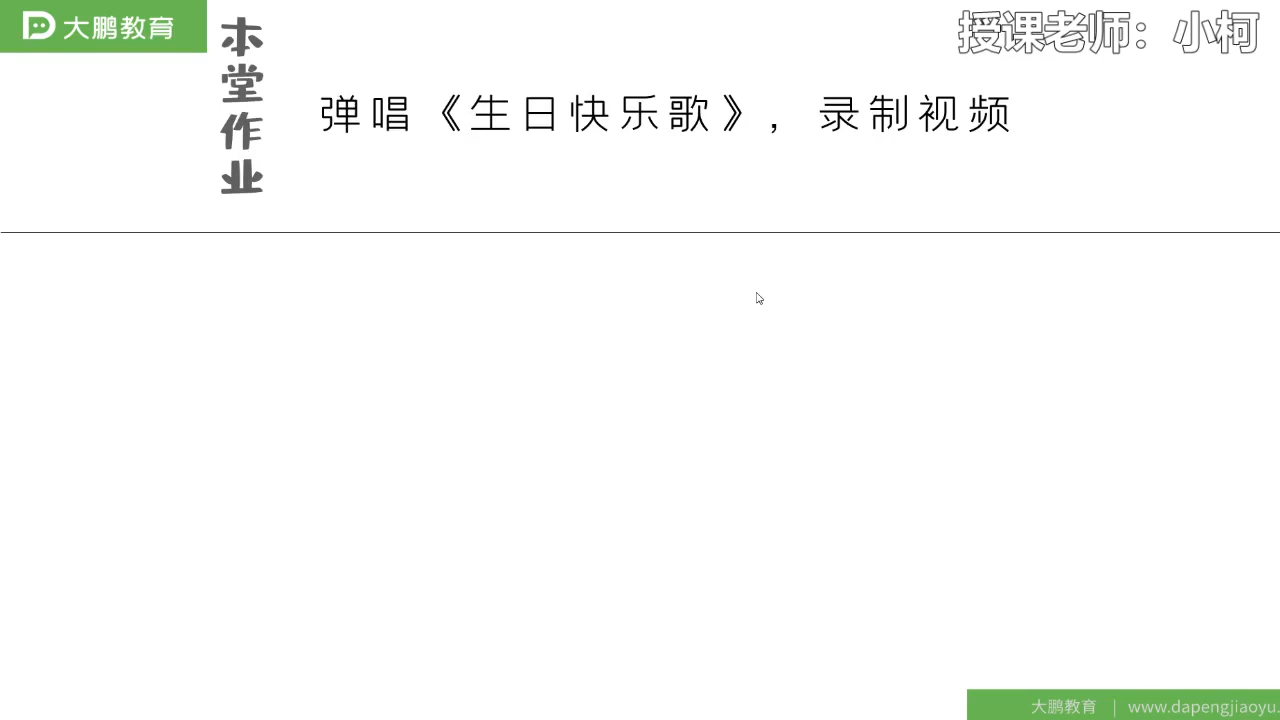 大鹏教育
授课老师：小柯
本堂作业
弹唱《生日快乐歌》，录制视频
大鹏教育 | www.dapengjiaoyu.